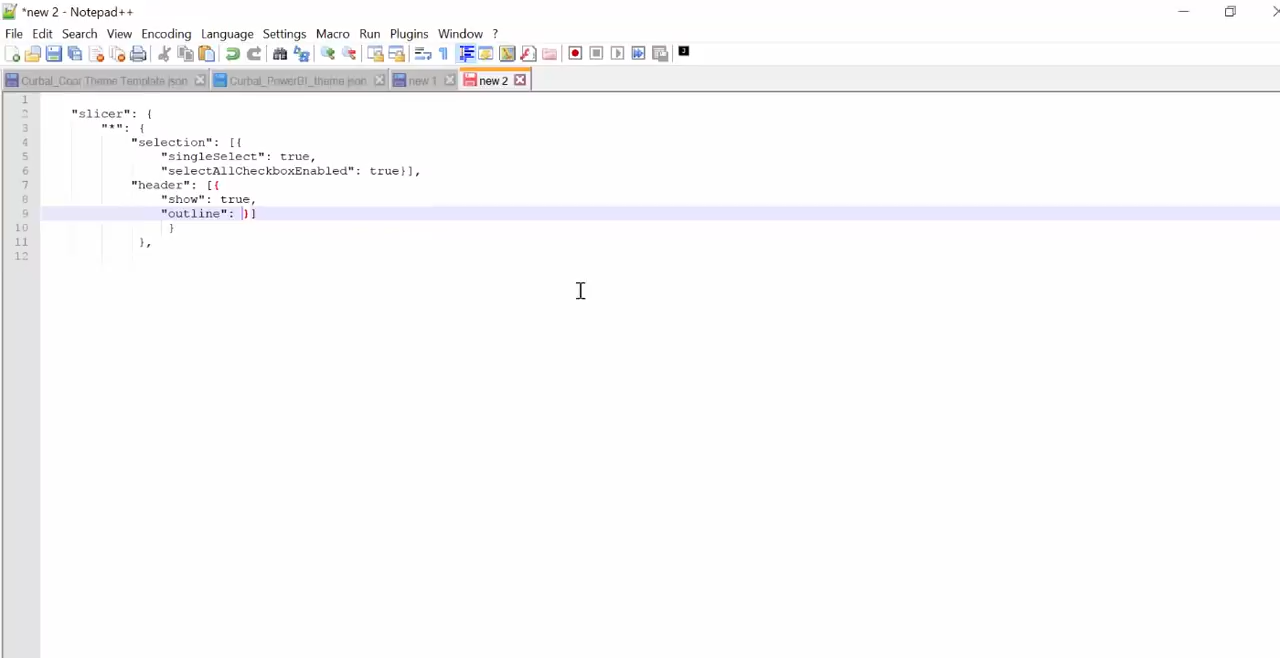 *new 2 - Notepad++
File Edit Search View Encoding Language Settings Macro Run Plugins Window ?
Curbal_Cool Theme Template.json Curbal_PowerBI_theme.json new 1 new 2
1
2 "slicer": {
3 "*": {
4 "selection": [{
5 "singleSelect": true,
6 "selectAllCheckboxEnabled": true}],
7 "header": [{
8 "show": true,
9 "outline": }]
10 }
11 },
12